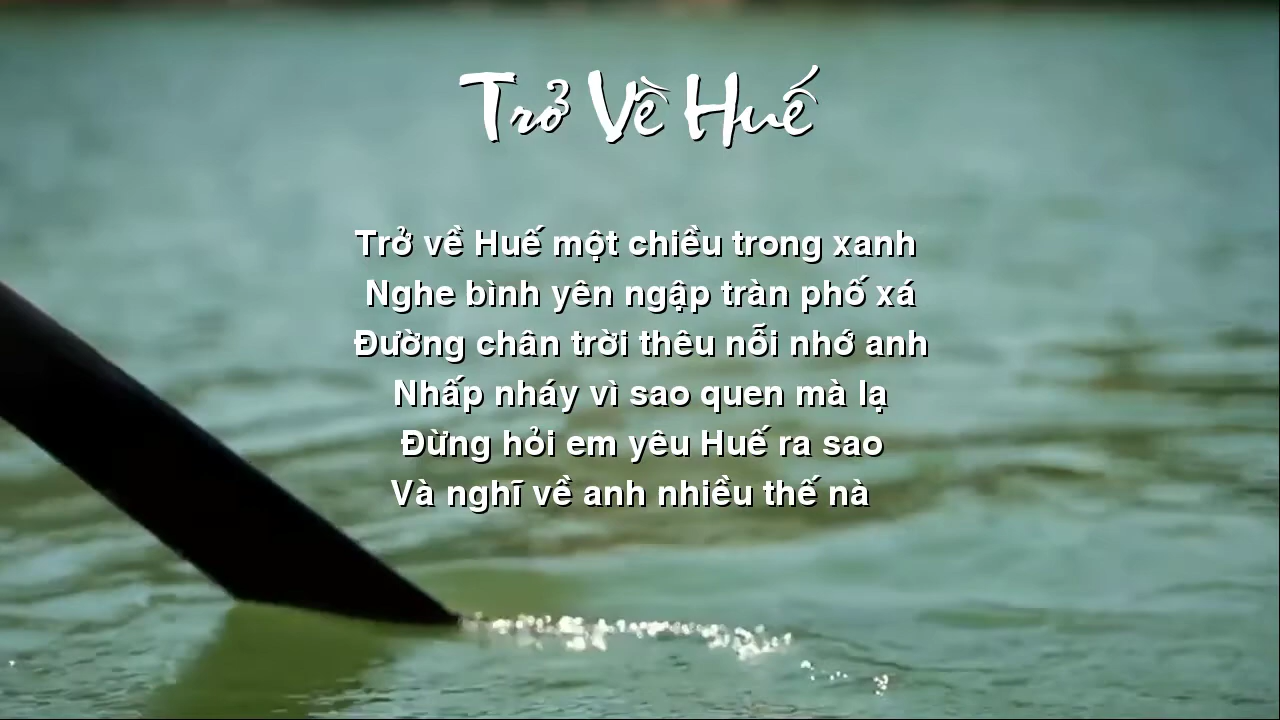 Trở Về Huế
Trở về Huế một chiều trong xanh
Nghe bình yên ngập tràn phố xá
Đường chân trời thêu nỗi nhớ anh
Nhấp nháy vì sao quen mà lạ
Đừng hỏi em yêu Huế ra sao
Và nghĩ về anh nhiều thế nà